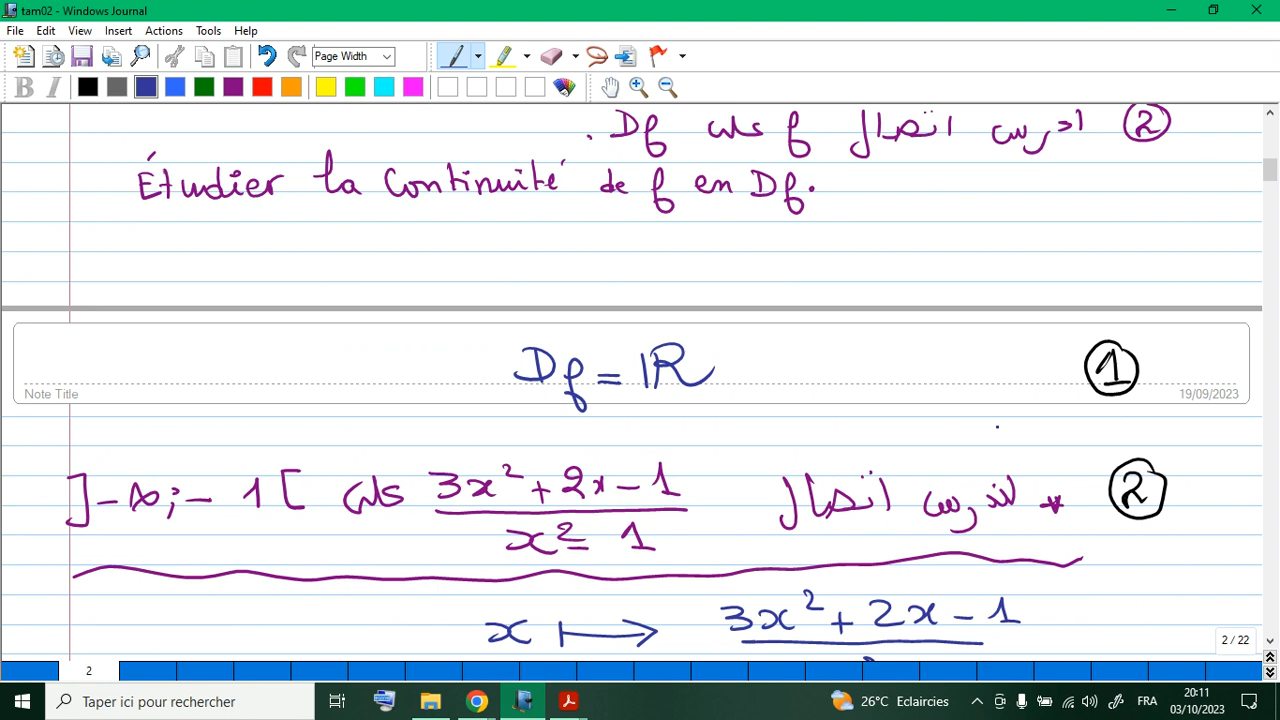 tam02 - Windows Journal
File Edit View Insert Actions Tools Help
Page Width
B I
② ادرس اتصال f على Df .
Étudier la Continuité de f en Df.
① Df = ℝ
Note Title 19/09/2023
② * لندرس اتصال (3x² + 2x - 1)/(x² - 1) على ]-∞; -1[
x ⟼ 3x² + 2x - 1
2 / 22
2
Taper ici pour rechercher
26°C Eclaircies
FRA
20:11
03/10/2023